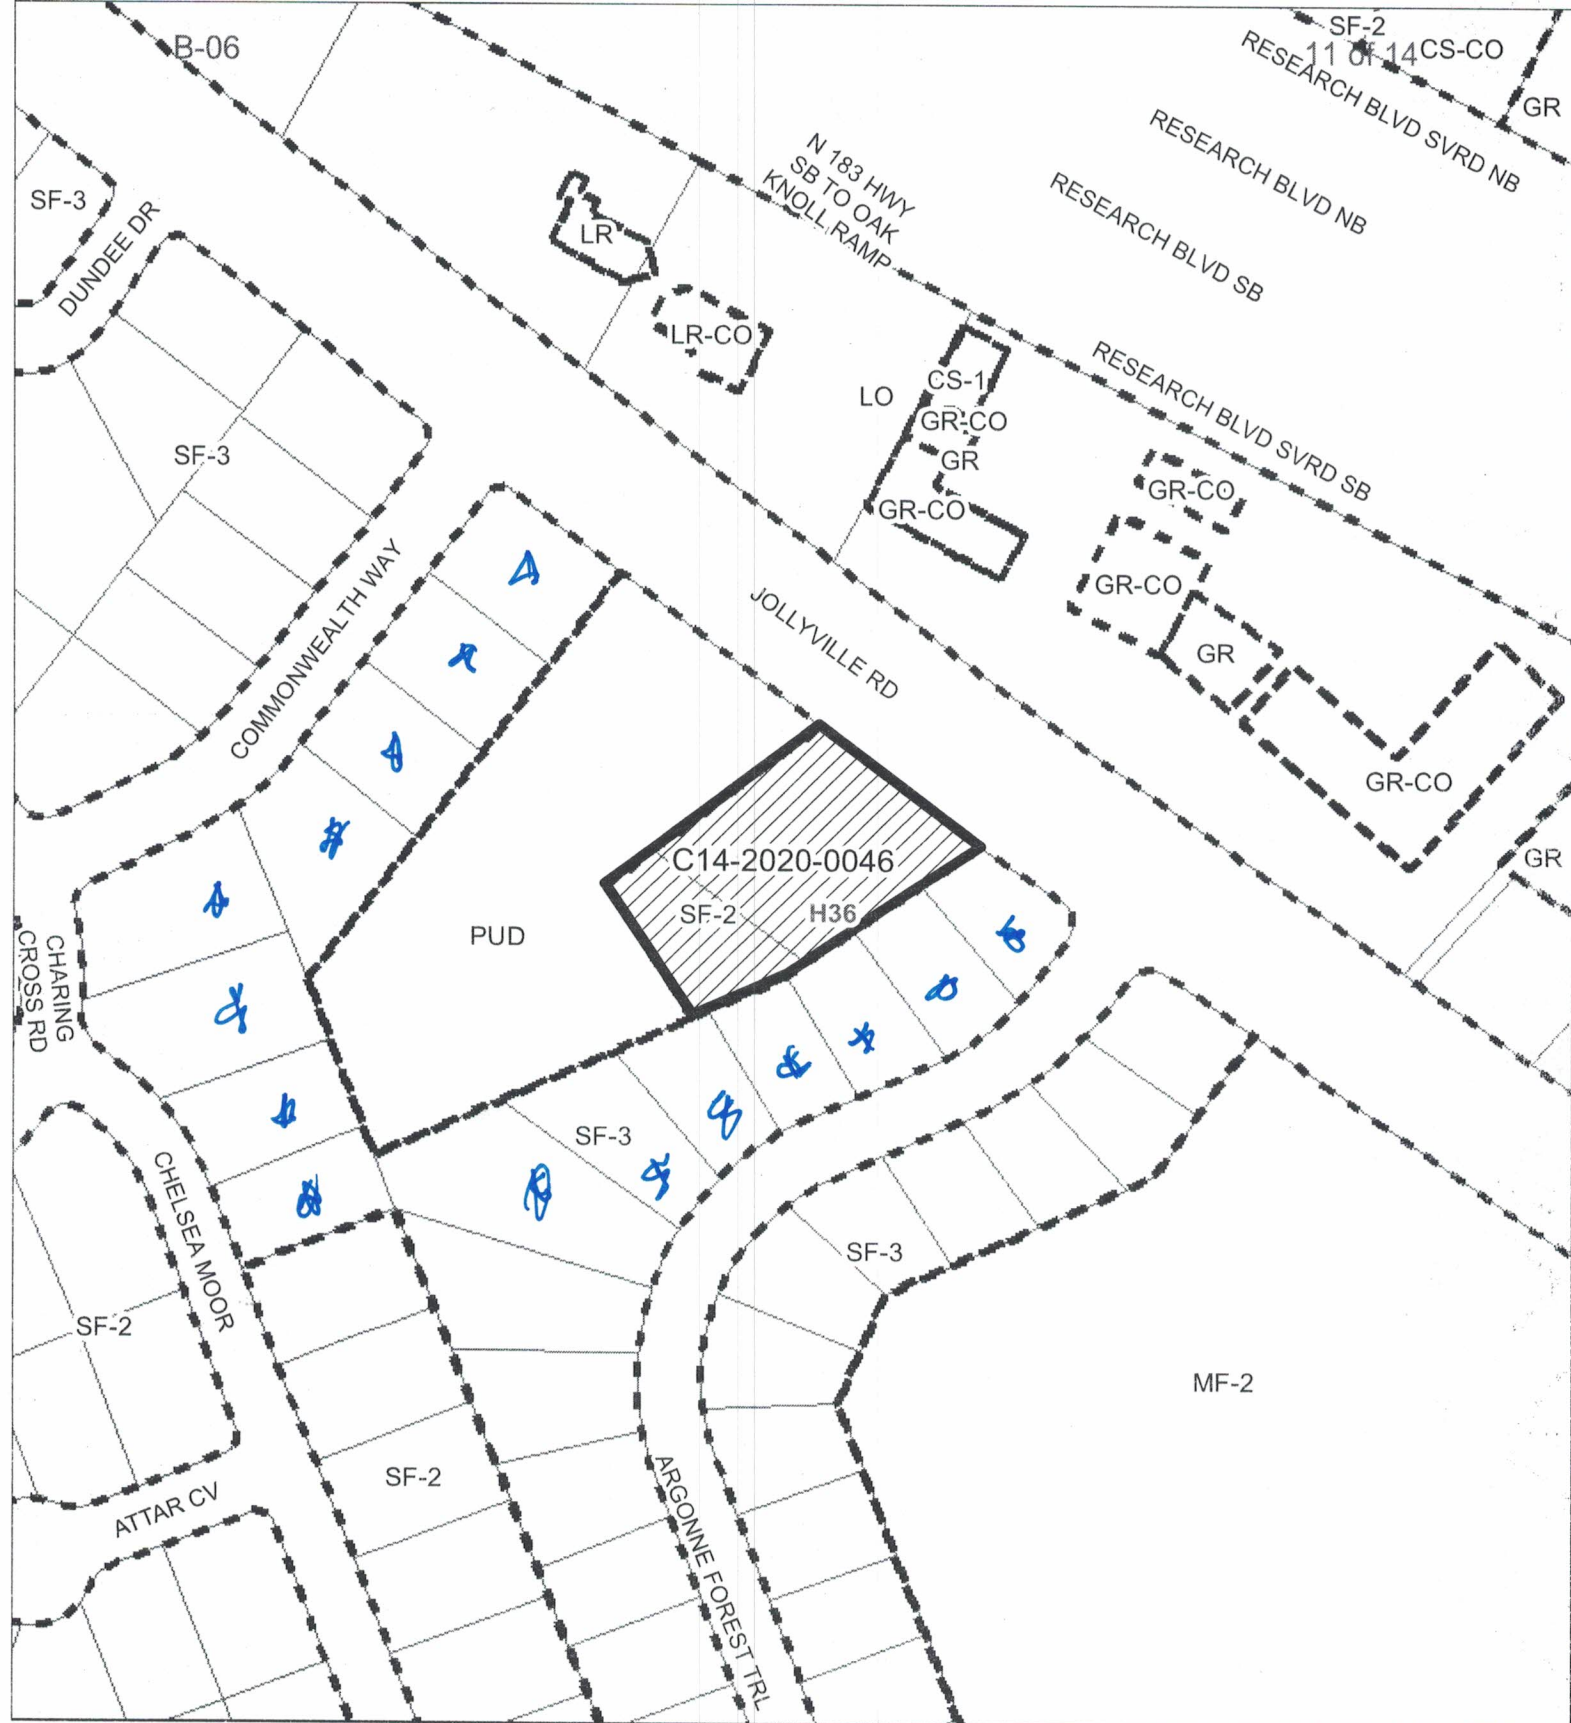 B-06
11 of 14
SF-2
CS-CO
RESEARCH BLVD SVRD NB
GR
RESEARCH BLVD NB
N 183 HWY
SB TO OAK
KNOLL RAMP
RESEARCH BLVD SB
SF-3
DUNDEE DR
LR
LR-CO
RESEARCH BLVD SVRD SB
LO
CS-1
GR-CO
GR
GR-CO
GR-CO
SF-3
GR-CO
COMMONWEALTH WAY
JOLLYVILLE RD
GR
GR-CO
GR
C14-2020-0046
SF-2
H36
PUD
CHARING
CROSS RD
SF-3
CHELSEA MOOR
SF-3
SF-2
MF-2
SF-2
ATTAR CV
ARGONNE FOREST TRL